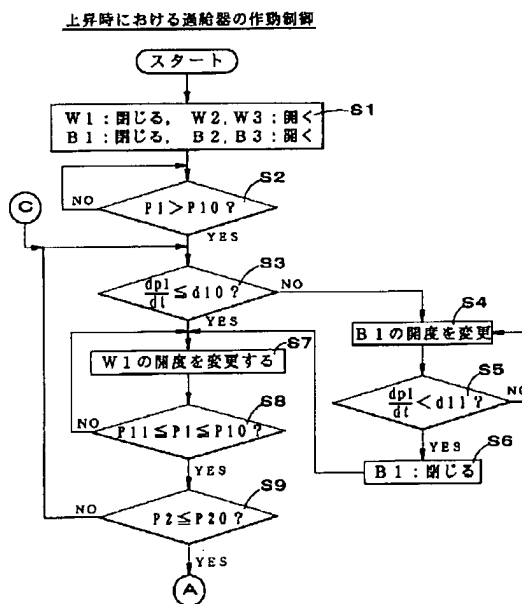 上昇時における過給器の作動制御
スタート
W1:閉じる, W2,W3:開く
B1:閉じる, B2,B3:開く
S1
S2
C
NO
P1>P10?
YES
S3
dp1/dt≦d10?
NO
YES
S4
B1の開度を変更
S7
W1の開度を変更する
S5
dp1/dt<d11?
NO
YES
S6
B1:閉じる
S8
NO
P11≦P1≦P10?
YES
S9
NO
P2≦P20?
YES
A